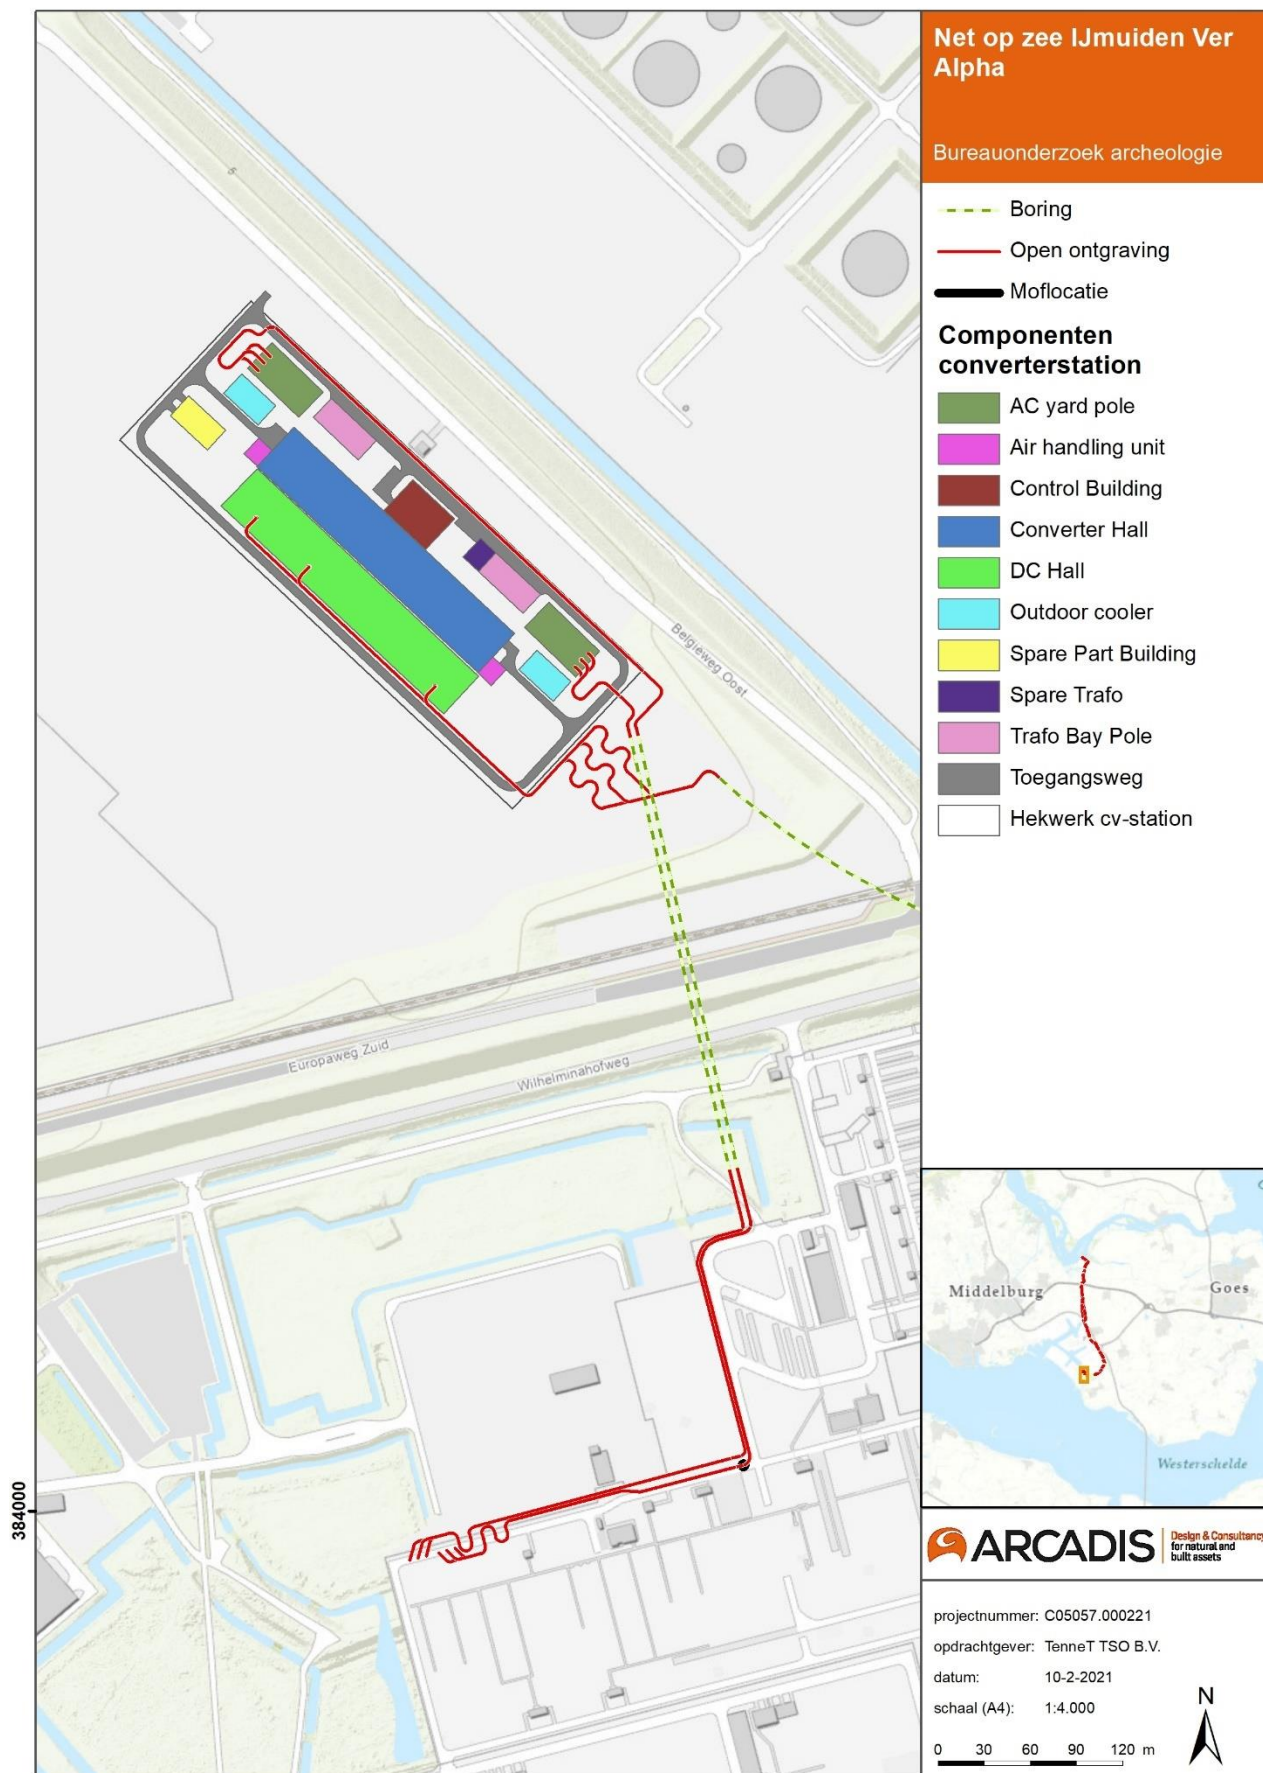 Net op zee IJmuiden Ver
Alpha
Bureauonderzoek archeologie
Boring
Open ontgraving
Moflocatie
Componenten
converterstation
AC yard pole
Air handling unit
Control Building
Converter Hall
DC Hall
Outdoor cooler
Spare Part Building
Spare Trafo
Trafo Bay Pole
Toegangsweg
Hekwerk cv-station
Belgieweg Oost
Europaweg Zuid
Wilhelminahofweg
384000
Middelburg
Goes
Westerschelde
ARCADIS
Design & Consultancy
for natural and
built assets
projectnummer: C05057.000221
opdrachtgever: TenneT TSO B.V.
datum: 10-2-2021
schaal (A4): 1:4.000
N
0 30 60 90 120 m